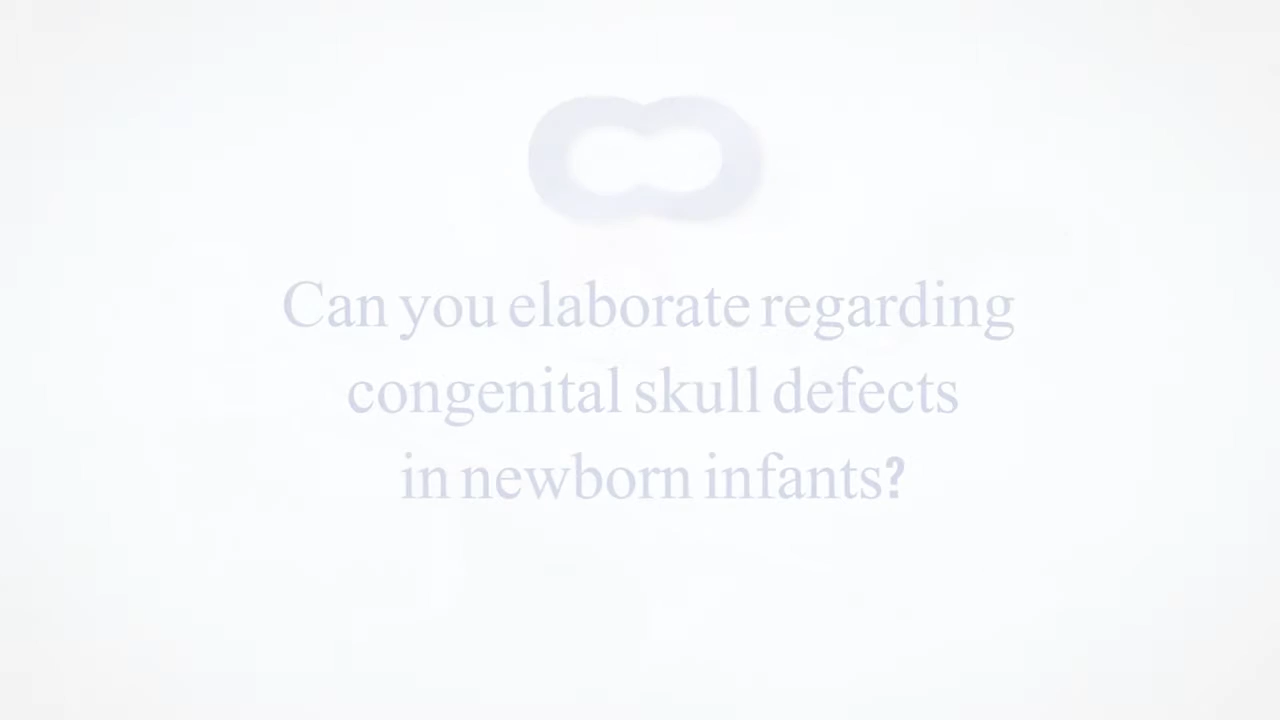 Can you elaborate regarding
congenital skull defects
in newborn infants?